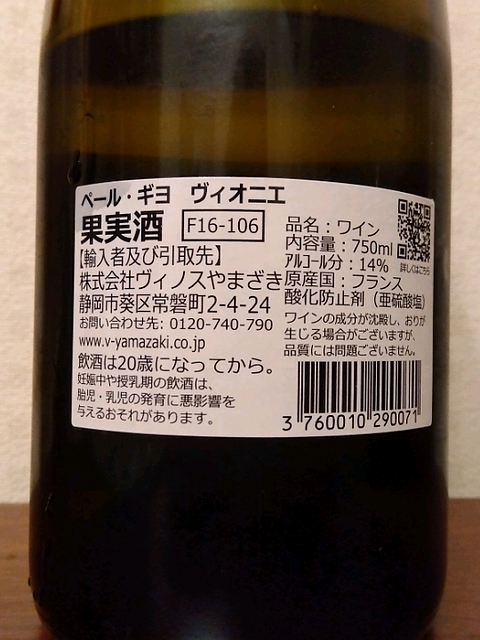 ペール・ギヨ　ヴィオニエ
果実酒 F16-106
【輸入者及び引取先】
株式会社ヴィノスやまざき
静岡市葵区常磐町2-4-24
お問い合わせ先: 0120-740-790
www.v-yamazaki.co.jp
飲酒は20歳になってから。
妊娠中や授乳期の飲酒は、
胎児・乳児の発育に悪影響を
与えるおそれがあります。
品名：ワイン
内容量：750ml
アルコール分：14%
原産国：フランス
酸化防止剤（亜硫酸塩）
詳しくはこちら
ワインの成分が沈殿し、おりが
生じる場合がございますが、
品質には問題ございません。
3 760010 290071